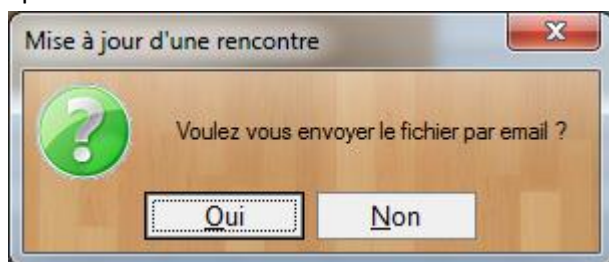 Mise à jour d'une rencontre
Voulez vous envoyer le fichier par email ?
Oui
Non